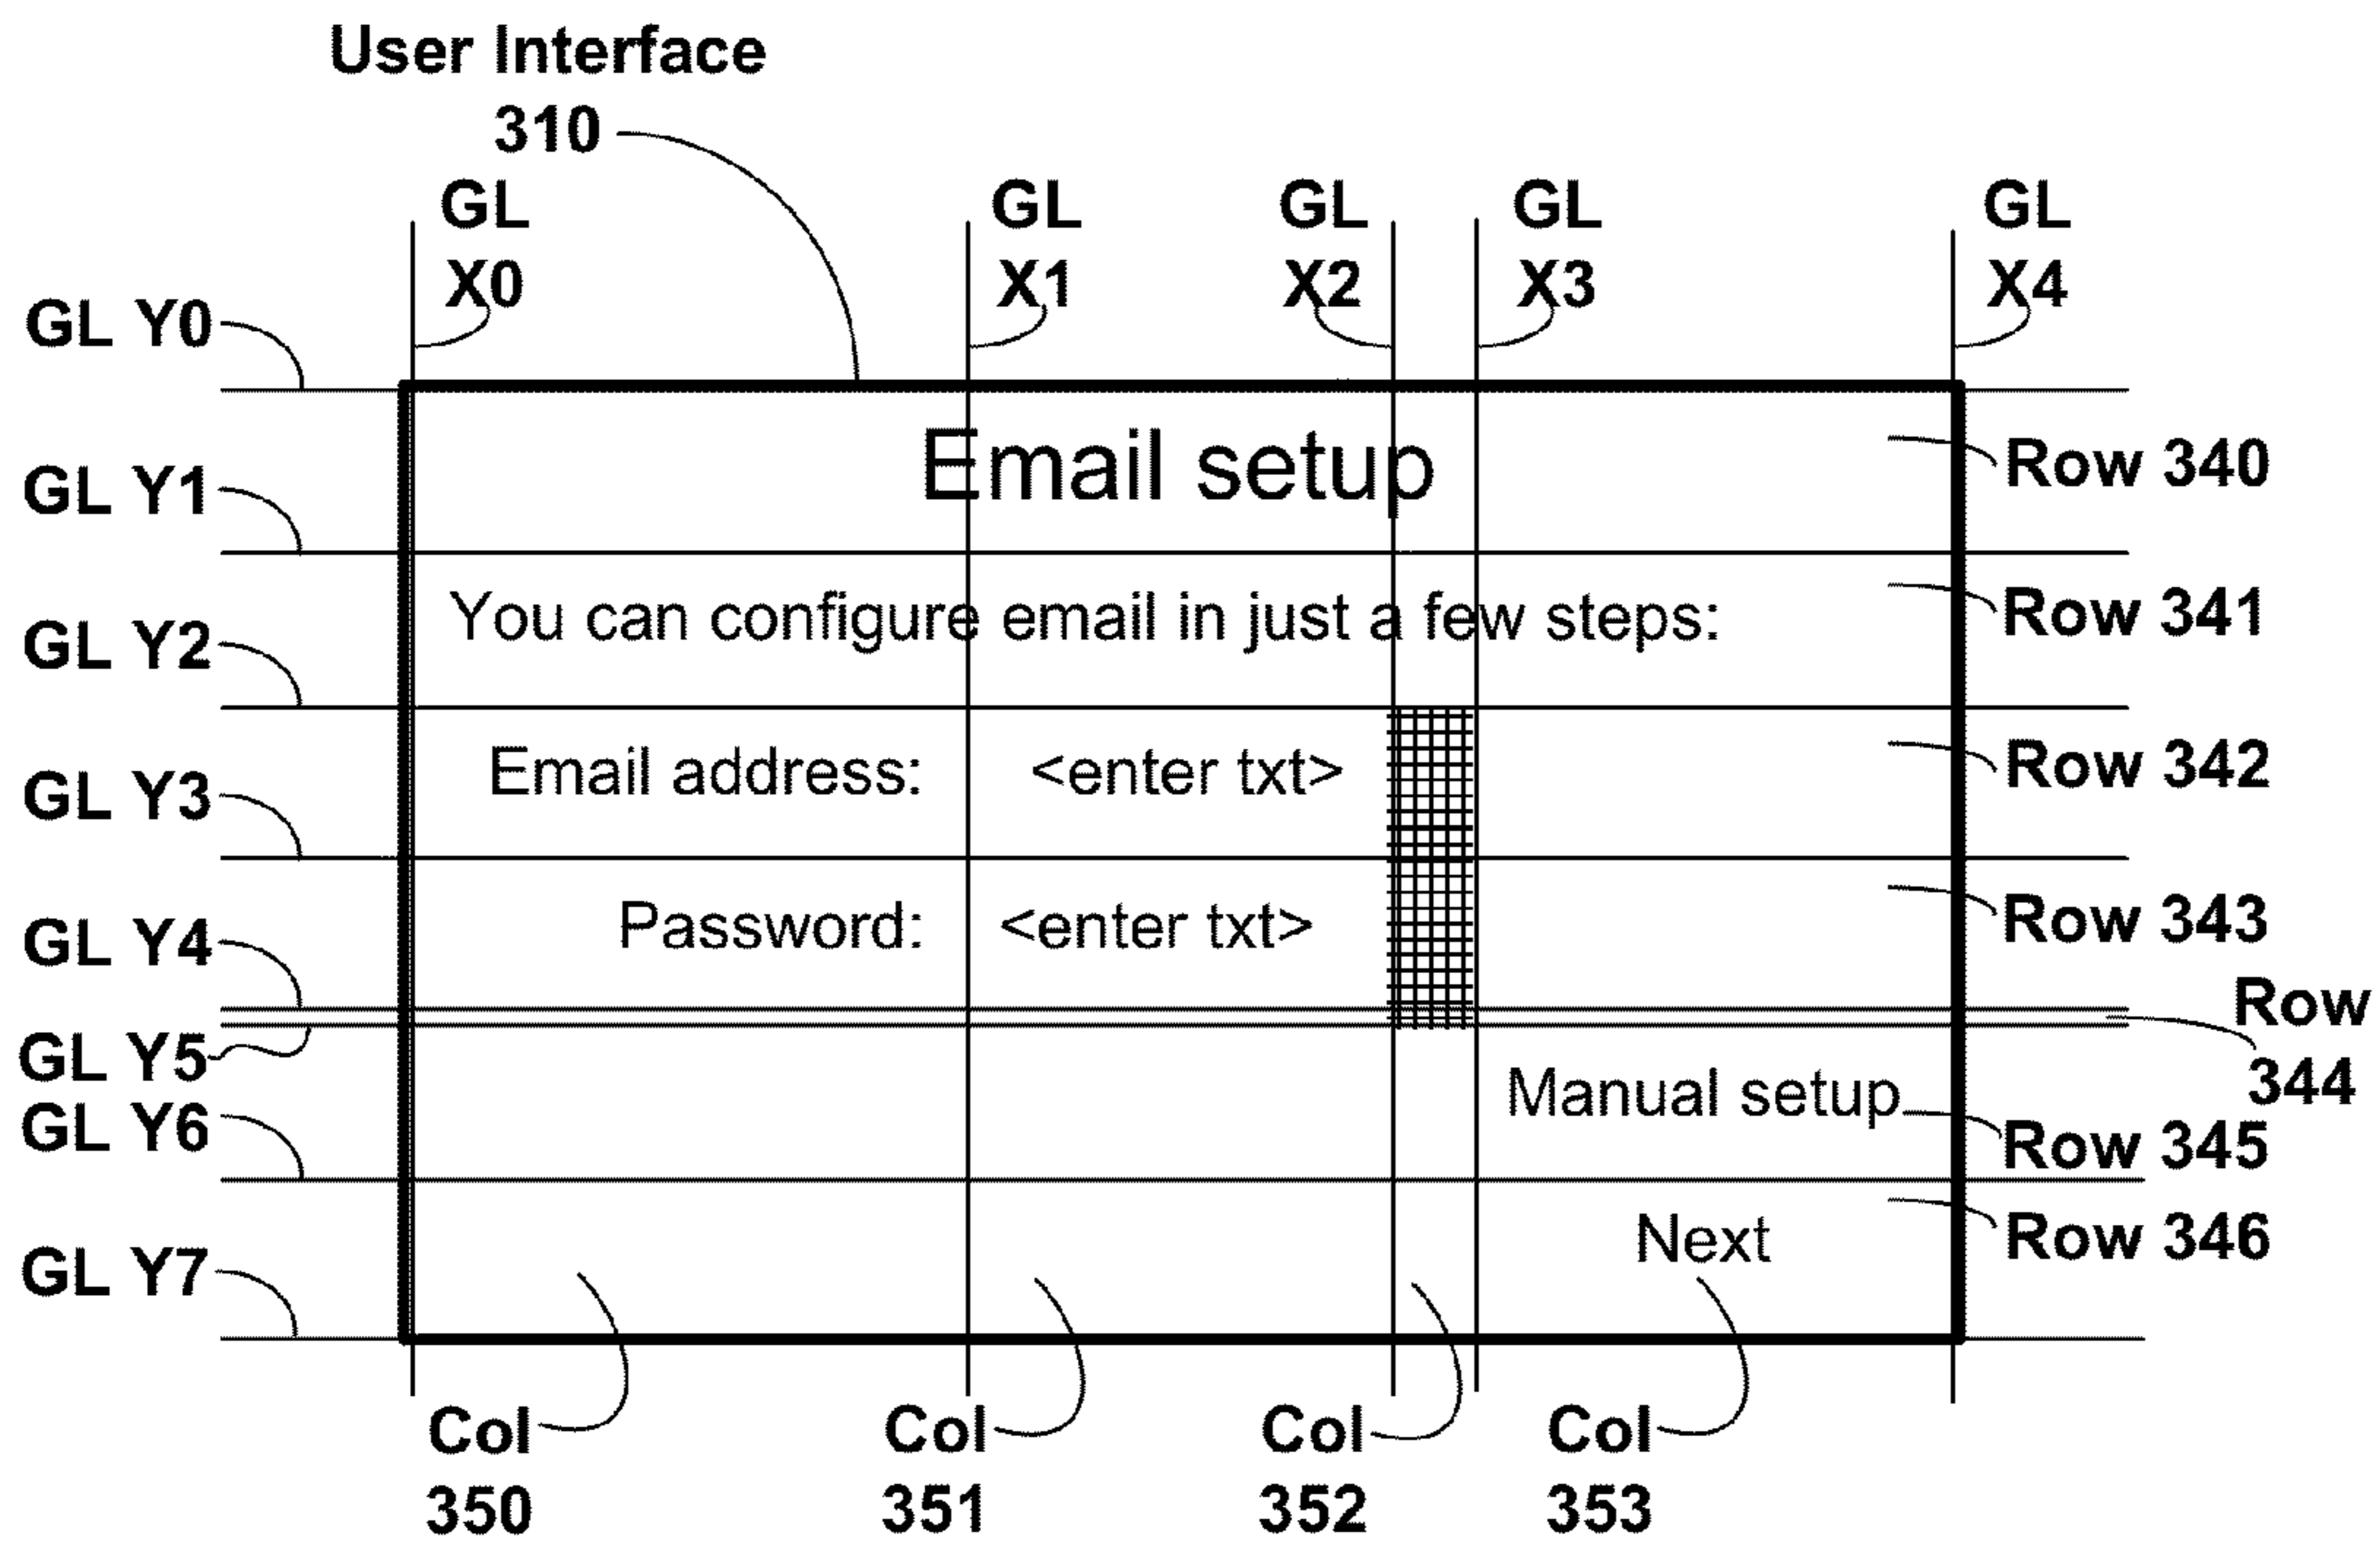 User Interface
310
GL GL GL GL GL
X0 X1 X2 X3 X4
GL Y0
Email setup
Row 340
GL Y1
You can configure email in just a few steps:
Row 341
GL Y2
Email address: <enter txt>
Row 342
GL Y3
Password: <enter txt>
Row 343
GL Y4
Row
344
GL Y5
Manual setup
GL Y6
Row 345
Next
Row 346
GL Y7
Col Col Col Col
350 351 352 353